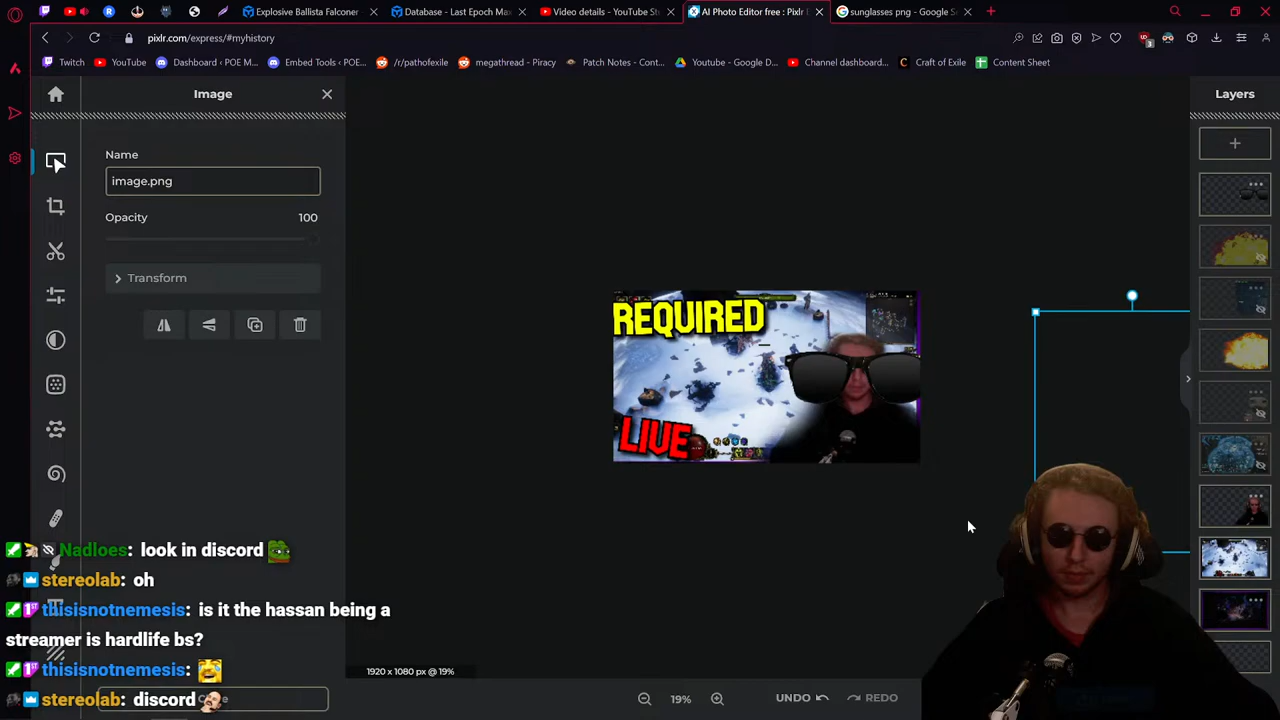 Explosive Ballista Falconer
Database - Last Epoch Max
Video details - YouTube St
AI Photo Editor free : Pixlr
sunglasses png - Google S
pixlr.com/express/#myhistory
Twitch
YouTube
Dashboard ‹ POE M...
Embed Tools ‹ POE...
/r/pathofexile
megathread - Piracy
Patch Notes - Cont...
Youtube - Google D...
Channel dashboard...
Craft of Exile
Content Sheet
Image
Layers
Name
image.png
Opacity
100
Transform
REQUIRED
LIVE
Nadloes: look in discord
stereolab: oh
thisisnotnemesis: is it the hassan being a
streamer is hardlife bs?
thisisnotnemesis:
stereolab: discord
1920 x 1080 px @ 19%
19%
UNDO
REDO